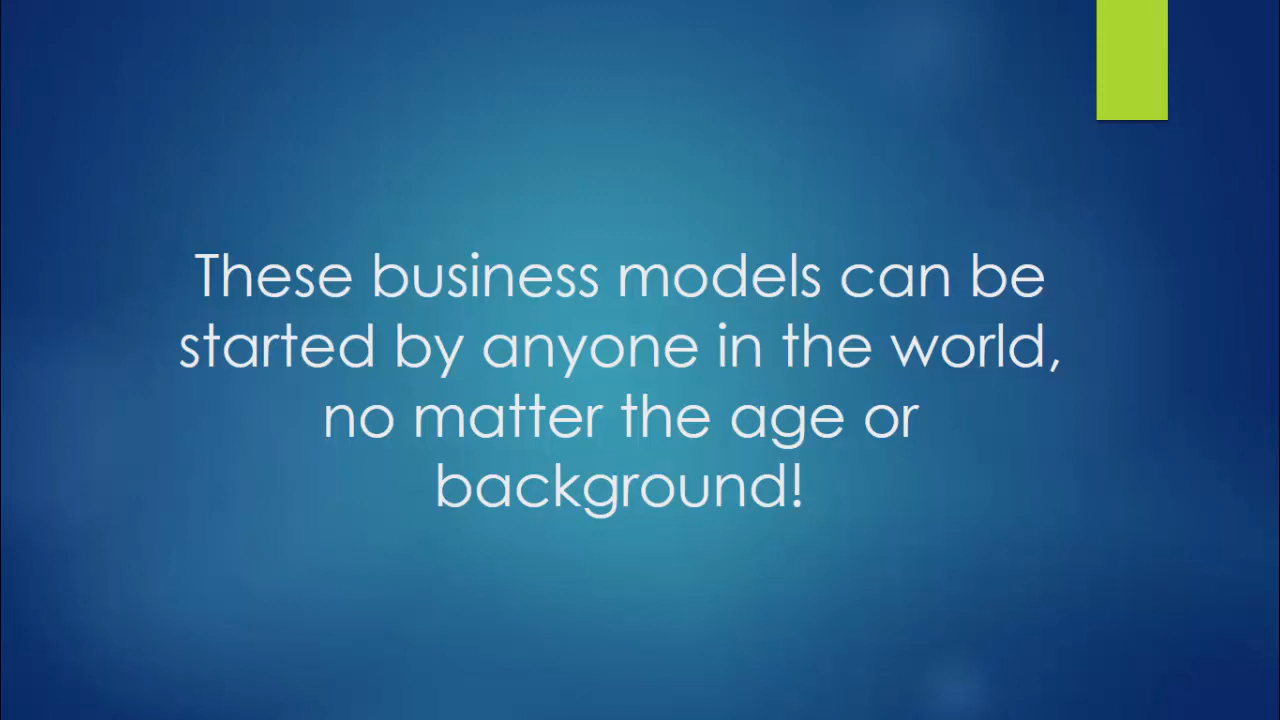 These business models can be
started by anyone in the world,
no matter the age or
background!